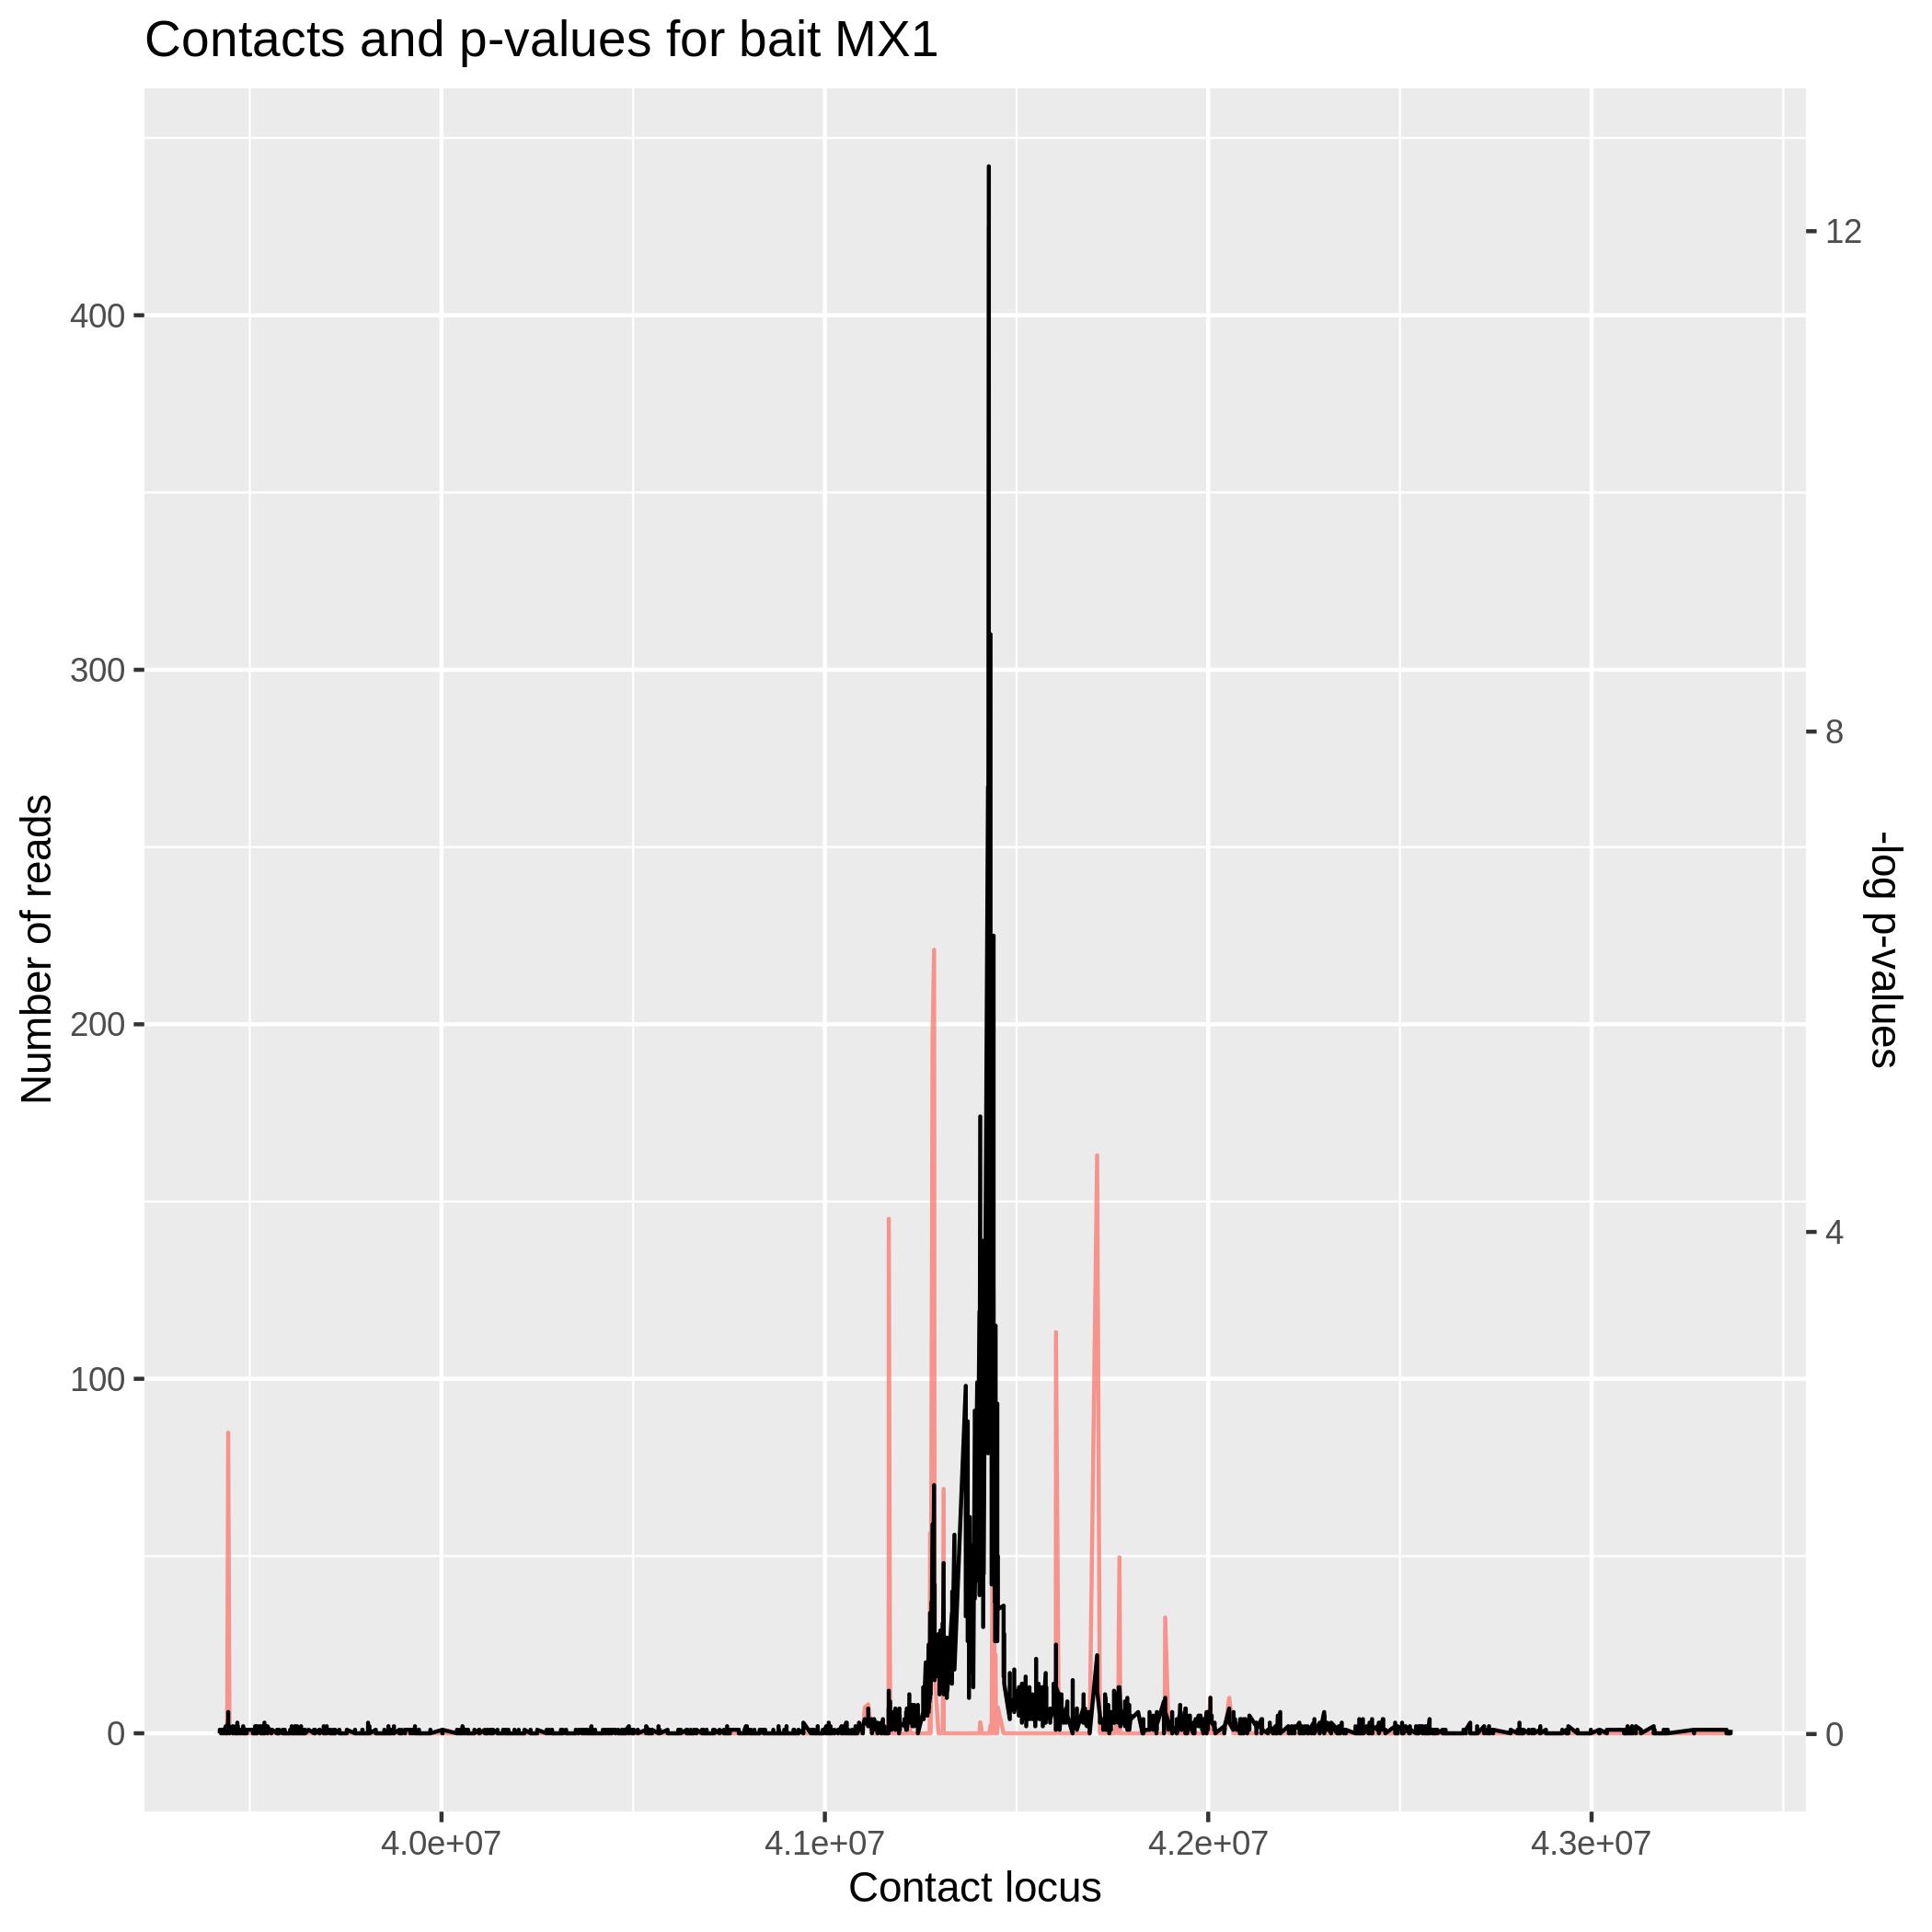 Contacts and p-values for bait MX1
Number of reads
400
300
200
100
0
12
8
4
0
-log p-values
4.0e+07
4.1e+07
4.2e+07
4.3e+07
Contact locus